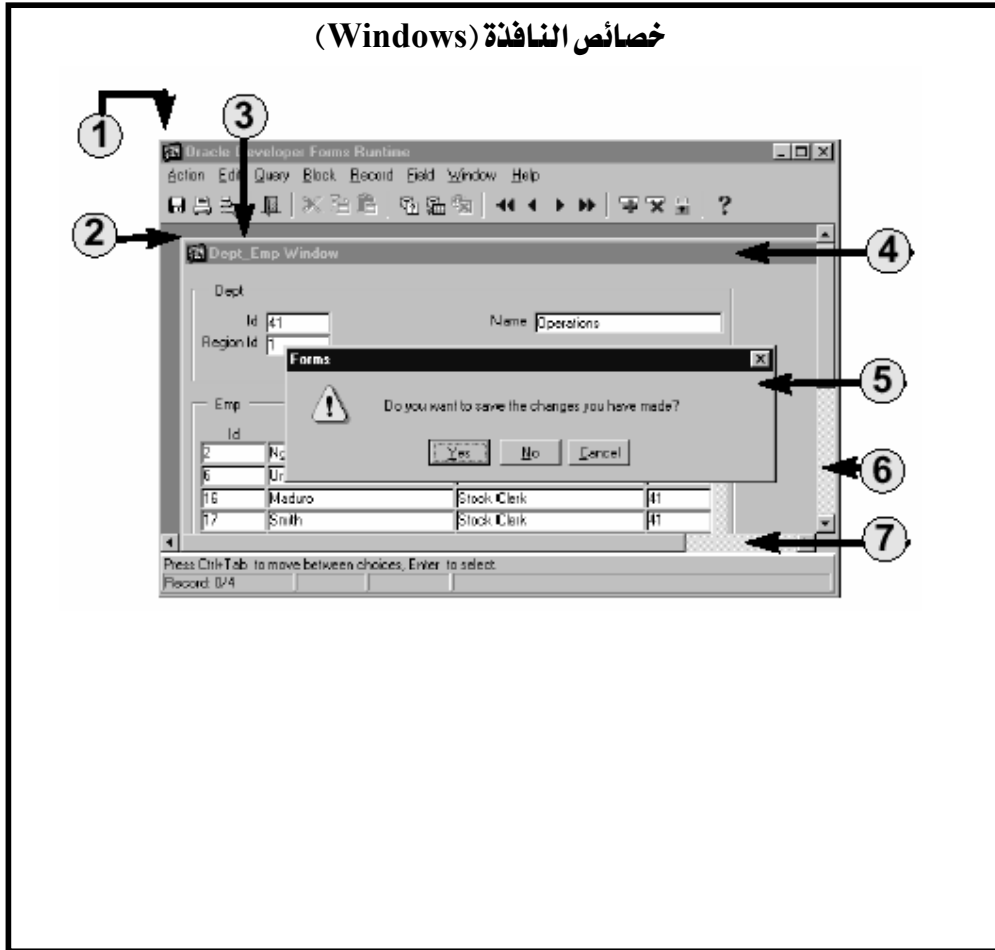 خصائص النافذة (Windows)
1
3
Oracle Developer Forms Runtime
Action Edit Query Block Record Field Window Help
?
2
4
Dept_Emp Window
Dept
Id 41
Name Operations
Region Id 1
Forms
5
Do you want to save the changes you have made?
Yes No Cancel
Emp
Id
2
6
6
16 Maduro Stock Clerk 41
17 Smith Stock Clerk 41
7
Press Ctrl+Tab to move between choices, Enter to select.
Record: 0/4